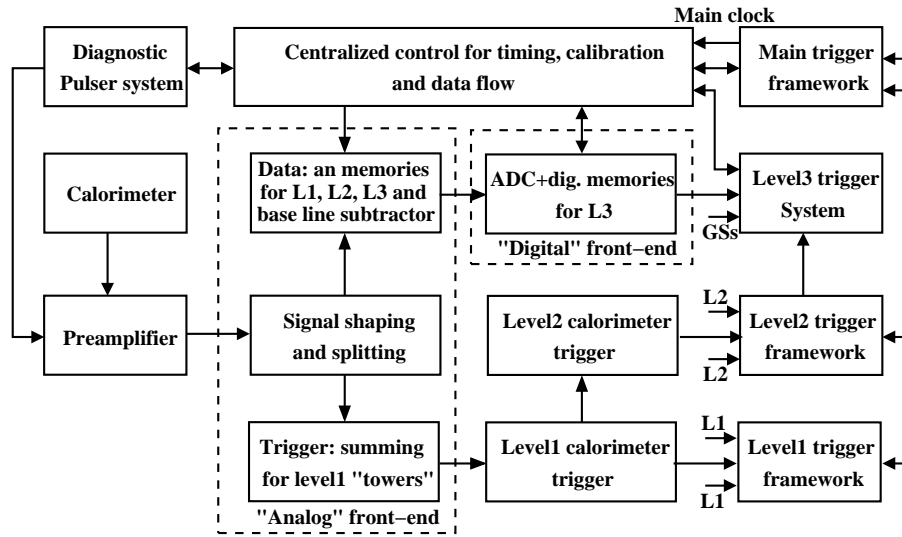 Main clock
Diagnostic
Pulser system
Centralized control for timing, calibration
and data flow
Main trigger
framework
Calorimeter
Data: an memories
for L1, L2, L3 and
base line subtractor
ADC+dig. memories
for L3
Level3 trigger
System
GSs
"Digital" front−end
Preamplifier
Signal shaping
and splitting
Level2 calorimeter
trigger
L2
L2
Level2 trigger
framework
Trigger: summing
for level1 "towers"
Level1 calorimeter
trigger
L1
L1
Level1 trigger
framework
"Analog" front−end